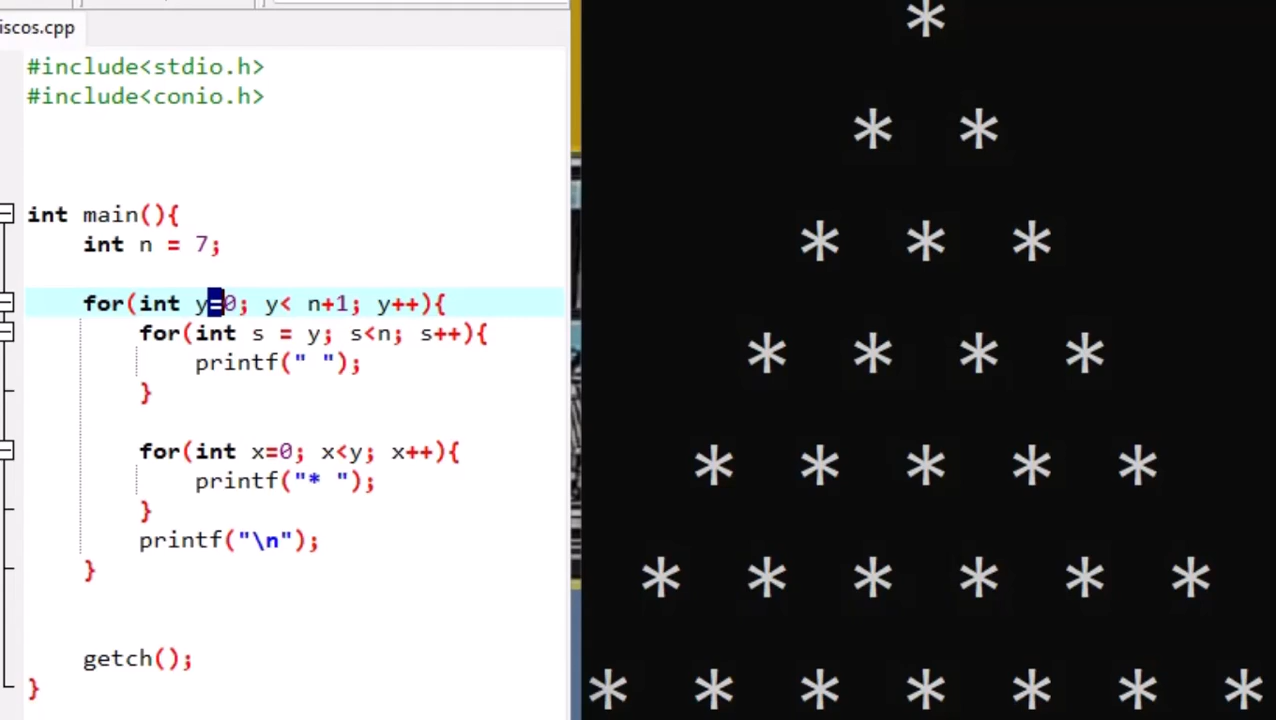 iscos.cpp
#include<stdio.h>
#include<conio.h>
int main(){
int n = 7;
for(int y=0; y< n+1; y++){
for(int s = y; s<n; s++){
printf(" ");
}
for(int x=0; x<y; x++){
printf("* ");
}
printf("\n");
}
getch();
}
*
* *
* * *
* * * *
* * * * *
* * * * * *
* * * * * * *